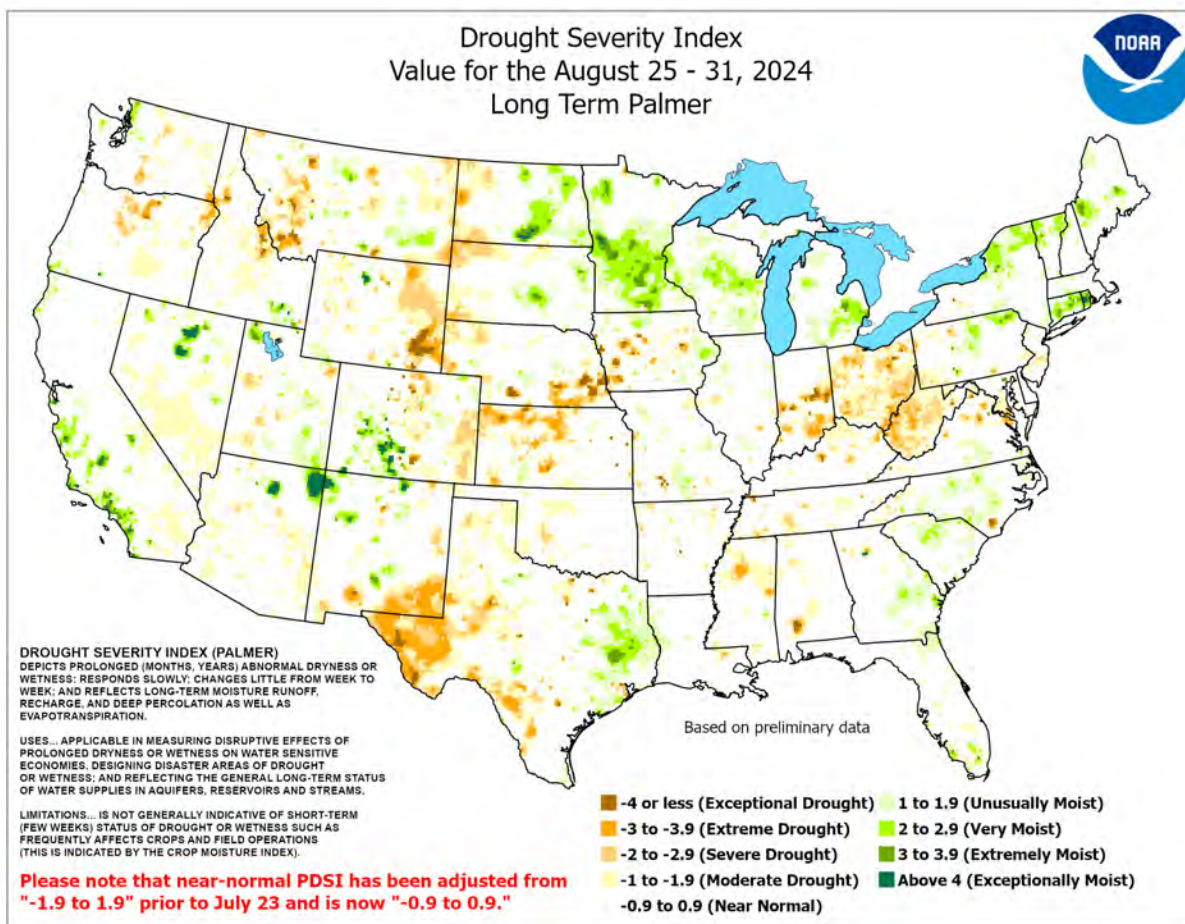 Drought Severity Index
Value for the August 25 - 31, 2024
Long Term Palmer
NOAA
DROUGHT SEVERITY INDEX (PALMER)
DEPICTS PROLONGED (MONTHS, YEARS) ABNORMAL DRYNESS OR
WETNESS: RESPONDS SLOWLY; CHANGES LITTLE FROM WEEK TO
WEEK; AND REFLECTS LONG-TERM MOISTURE RUNOFF,
RECHARGE, AND DEEP PERCOLATION AS WELL AS
EVAPOTRANSPIRATION.
USES... APPLICABLE IN MEASURING DISRUPTIVE EFFECTS OF
PROLONGED DRYNESS OR WETNESS ON WATER SENSITIVE
ECONOMIES, DESIGNING DISASTER AREAS OF DROUGHT
OR WETNESS; AND REFLECTING THE GENERAL LONG-TERM STATUS
OF WATER SUPPLIES IN AQUIFERS, RESERVOIRS AND STREAMS.
LIMITATIONS... IS NOT GENERALLY INDICATIVE OF SHORT-TERM
(FEW WEEKS) STATUS OF DROUGHT OR WETNESS SUCH AS
FREQUENTLY AFFECTS CROPS AND FIELD OPERATIONS
(THIS IS INDICATED BY THE CROP MOISTURE INDEX).
Please note that near-normal PDSI has been adjusted from
"-1.9 to 1.9" prior to July 23 and is now "-0.9 to 0.9."
Based on preliminary data
-4 or less (Exceptional Drought)
-3 to -3.9 (Extreme Drought)
-2 to -2.9 (Severe Drought)
-1 to -1.9 (Moderate Drought)
-0.9 to 0.9 (Near Normal)
1 to 1.9 (Unusually Moist)
2 to 2.9 (Very Moist)
3 to 3.9 (Extremely Moist)
Above 4 (Exceptionally Moist)